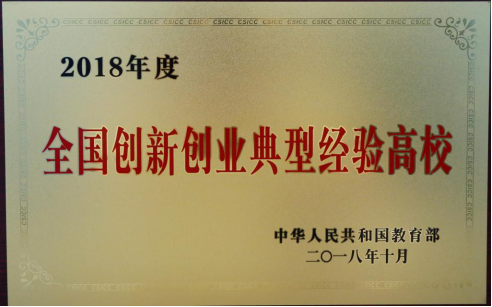 2018年度
全国创新创业典型经验高校
中华人民共和国教育部
二〇一八年十月